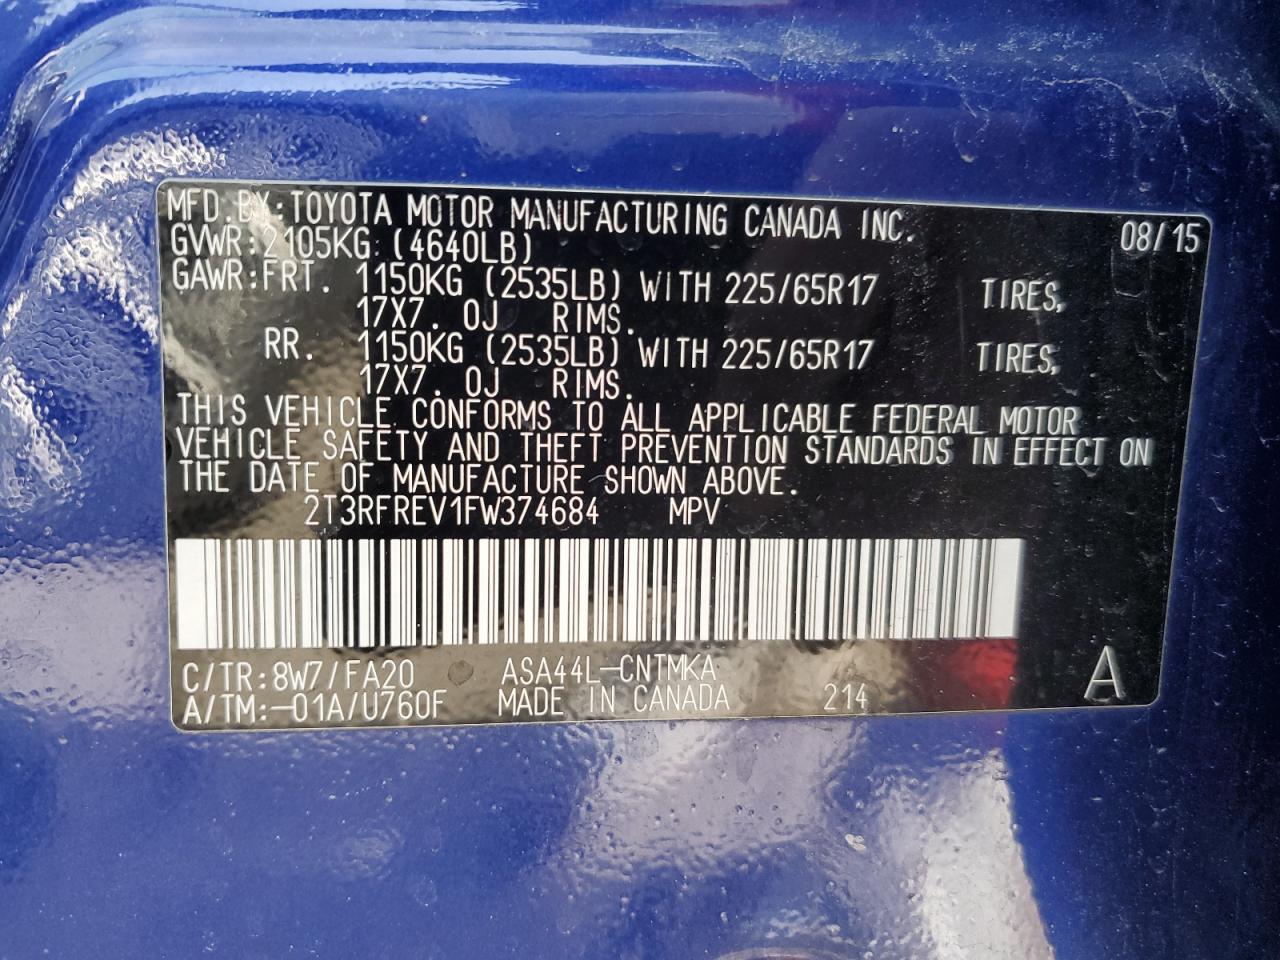 MFD.BY:TOYOTA MOTOR MANUFACTURING CANADA INC. 08/15
GVWR:2105KG (4640LB)
GAWR:FRT. 1150KG (2535LB) WITH 225/65R17 TIRES,
17X7. 0J RIMS.
RR. 1150KG (2535LB) WITH 225/65R17 TIRES,
17X7. 0J RIMS.
THIS VEHICLE CONFORMS TO ALL APPLICABLE FEDERAL MOTOR
VEHICLE SAFETY AND THEFT PREVENTION STANDARDS IN EFFECT ON
THE DATE OF MANUFACTURE SHOWN ABOVE.
2T3RFREV1FW374684 MPV
C/TR:8W7/FA20 ASA44L-CNTMKA A
A/TM:-01A/U760F MADE IN CANADA 214